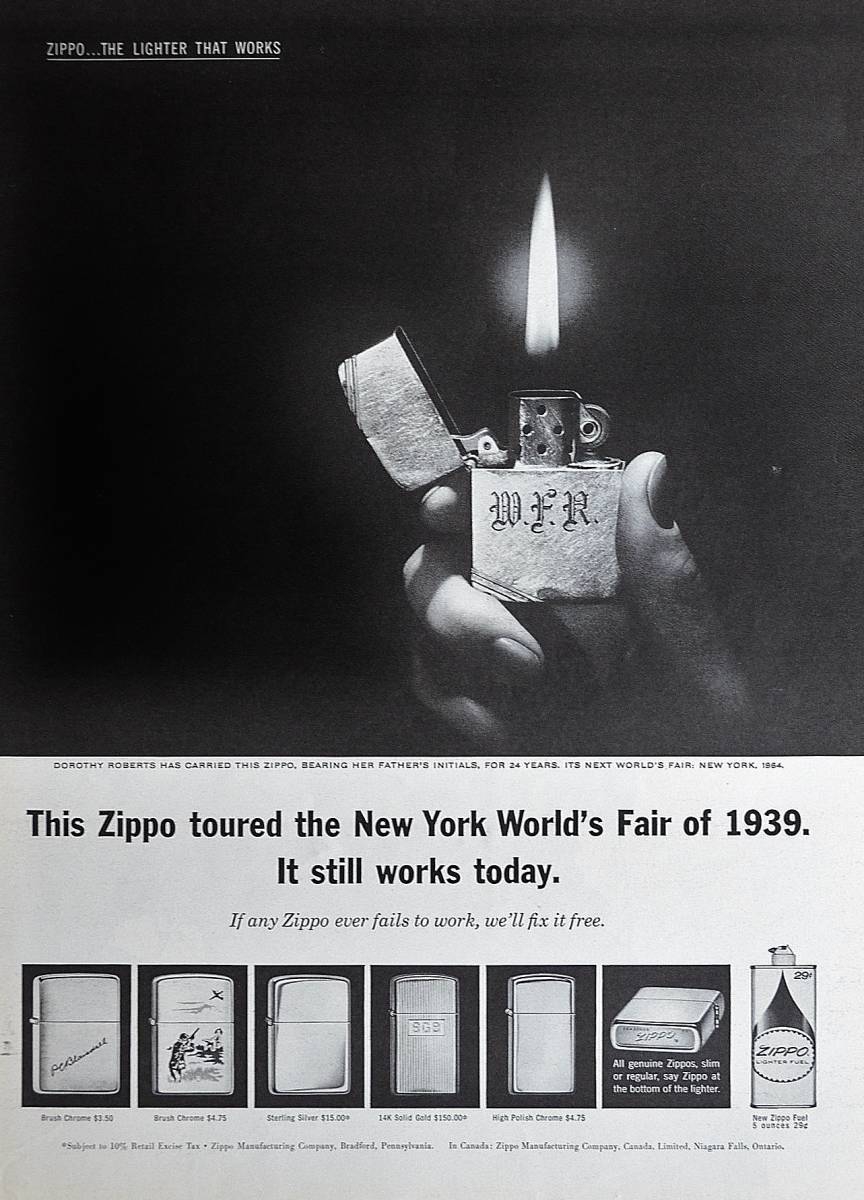 ZIPPO...THE LIGHTER THAT WORKS
W.F.R.
DOROTHY ROBERTS HAS CARRIED THIS ZIPPO, BEARING HER FATHER'S INITIALS, FOR 24 YEARS. ITS NEXT WORLD'S FAIR: NEW YORK, 1964.
This Zippo toured the New York World's Fair of 1939.
It still works today.
If any Zippo ever fails to work, we'll fix it free.
SGS
All genuine Zippos, slim
or regular, say Zippo at
the bottom of the lighter.
ZIPPO
29¢
ZIPPO
LIGHTER FUEL
Brush Chrome $3.50
Brush Chrome $4.75
Sterling Silver $15.00*
14K Solid Gold $150.00*
High Polish Chrome $4.75
New Zippo Fuel
5 ounces 29¢
*Subject to 10% Retail Excise Tax • Zippo Manufacturing Company, Bradford, Pennsylvania. In Canada: Zippo Manufacturing Company, Canada, Limited, Niagara Falls, Ontario.